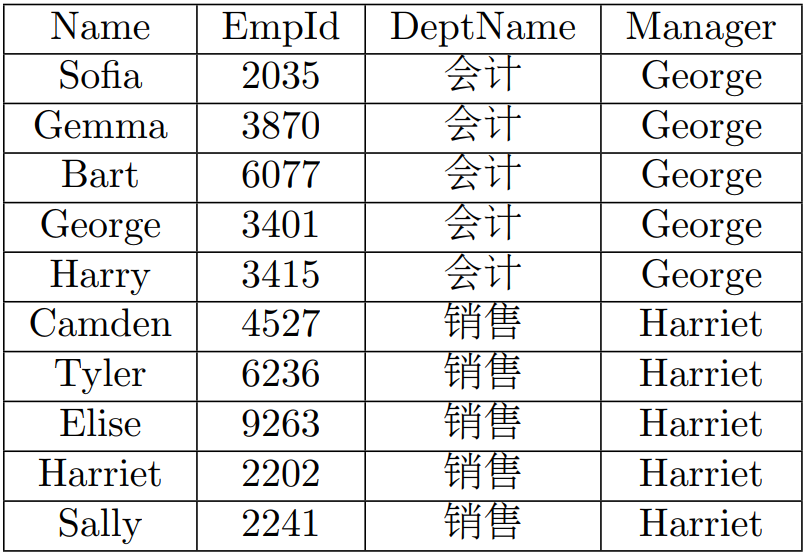 Name EmpId DeptName Manager
Sofia 2035 会计 George
Gemma 3870 会计 George
Bart 6077 会计 George
George 3401 会计 George
Harry 3415 会计 George
Camden 4527 销售 Harriet
Tyler 6236 销售 Harriet
Elise 9263 销售 Harriet
Harriet 2202 销售 Harriet
Sally 2241 销售 Harriet